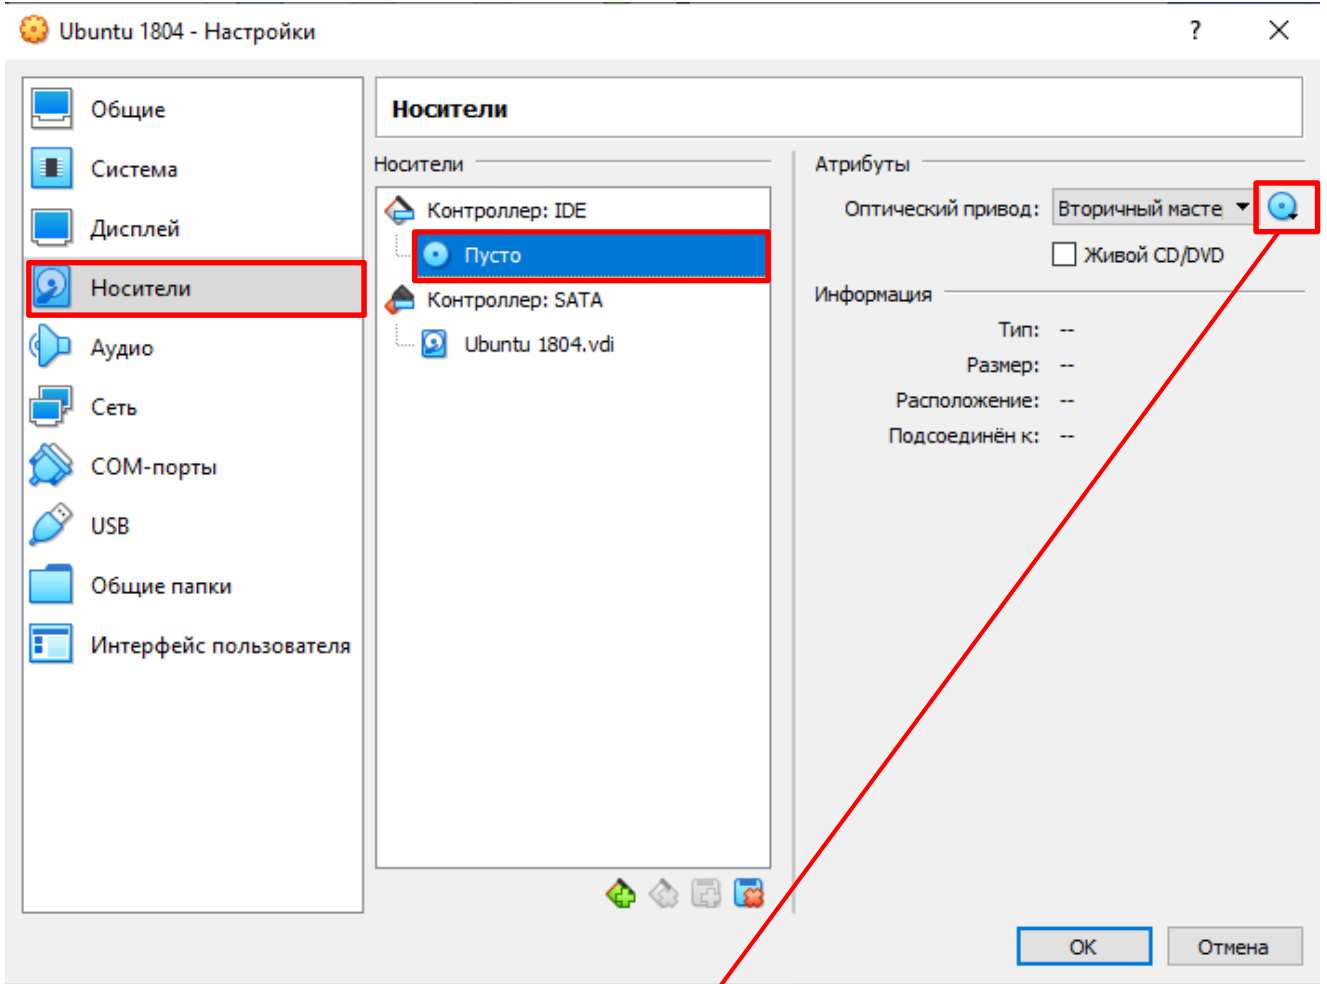 Ubuntu 1804 - Настройки
?
Общие
Система
Дисплей
Носители
Аудио
Сеть
COM-порты
USB
Общие папки
Интерфейс пользователя
Носители
Носители
Контроллер: IDE
Пусто
Контроллер: SATA
Ubuntu 1804.vdi
Атрибуты
Оптический привод: Вторичный масте
Живой CD/DVD
Информация
Тип: --
Размер: --
Расположение: --
Подсоединён к: --
OK
Отмена